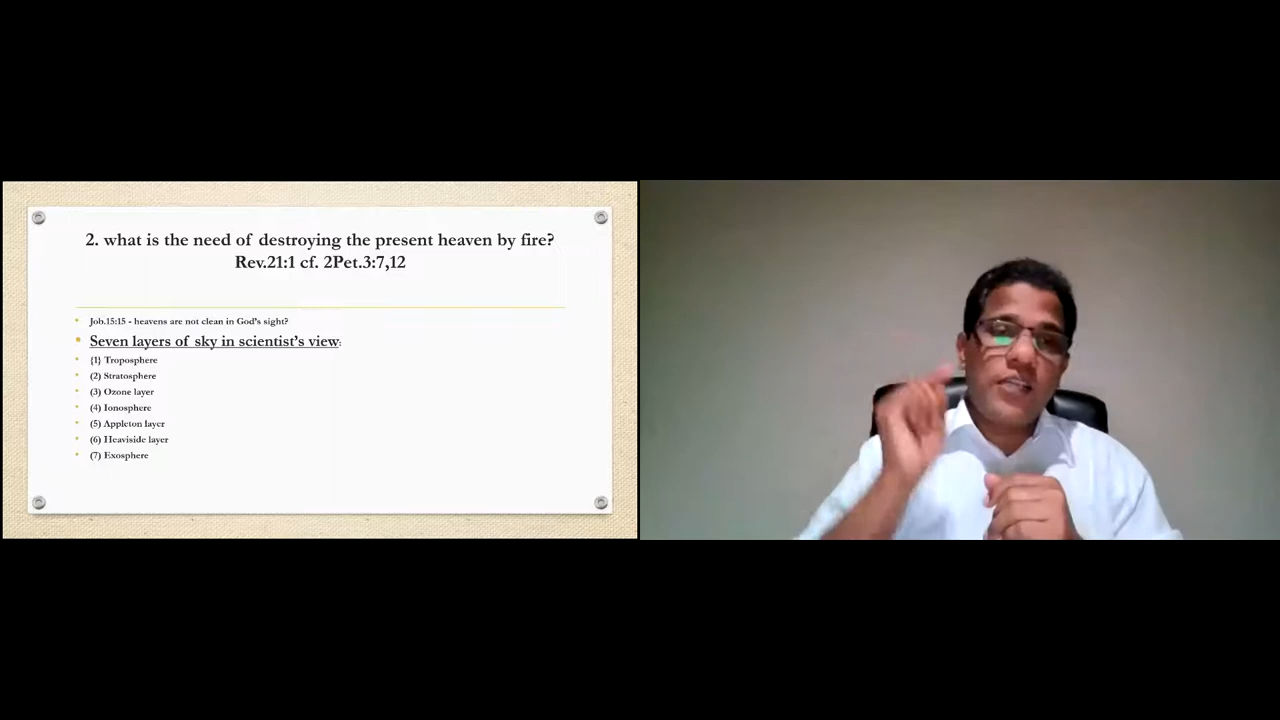 2. what is the need of destroying the present heaven by fire?
Rev.21:1 cf. 2Pet.3:7,12
Job.15:15 - heavens are not clean in God's sight?
Seven layers of sky in scientist's view:
{1} Troposphere
(2) Stratosphere
(3) Ozone layer
(4) Ionosphere
(5) Appleton layer
(6) Heaviside layer
(7) Exosphere